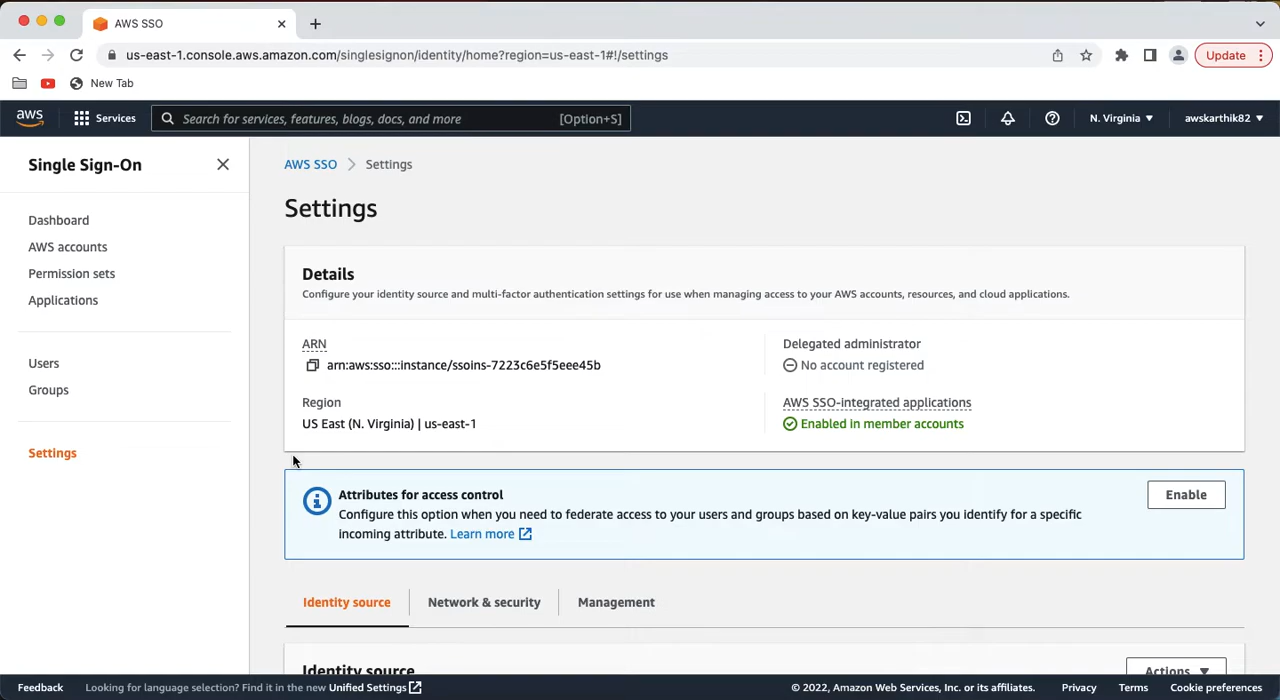 AWS SSO
us-east-1.console.aws.amazon.com/singlesignon/identity/home?region=us-east-1#!/settings
Update
New Tab
aws
Services
Search for services, features, blogs, docs, and more
[Option+S]
N. Virginia
awskarthik82
Single Sign-On
Dashboard
AWS accounts
Permission sets
Applications
Users
Groups
Settings
AWS SSO > Settings
Settings
Details
Configure your identity source and multi-factor authentication settings for use when managing access to your AWS accounts, resources, and cloud applications.
ARN
arn:aws:sso:::instance/ssoins-7223c6e5f5eee45b
Region
US East (N. Virginia) | us-east-1
Delegated administrator
No account registered
AWS SSO-integrated applications
Enabled in member accounts
Attributes for access control
Configure this option when you need to federate access to your users and groups based on key-value pairs you identify for a specific
incoming attribute. Learn more
Enable
Identity source
Network & security
Management
Identity source
Actions
Feedback
Looking for language selection? Find it in the new Unified Settings
© 2022, Amazon Web Services, Inc. or its affiliates.
Privacy
Terms
Cookie preferences